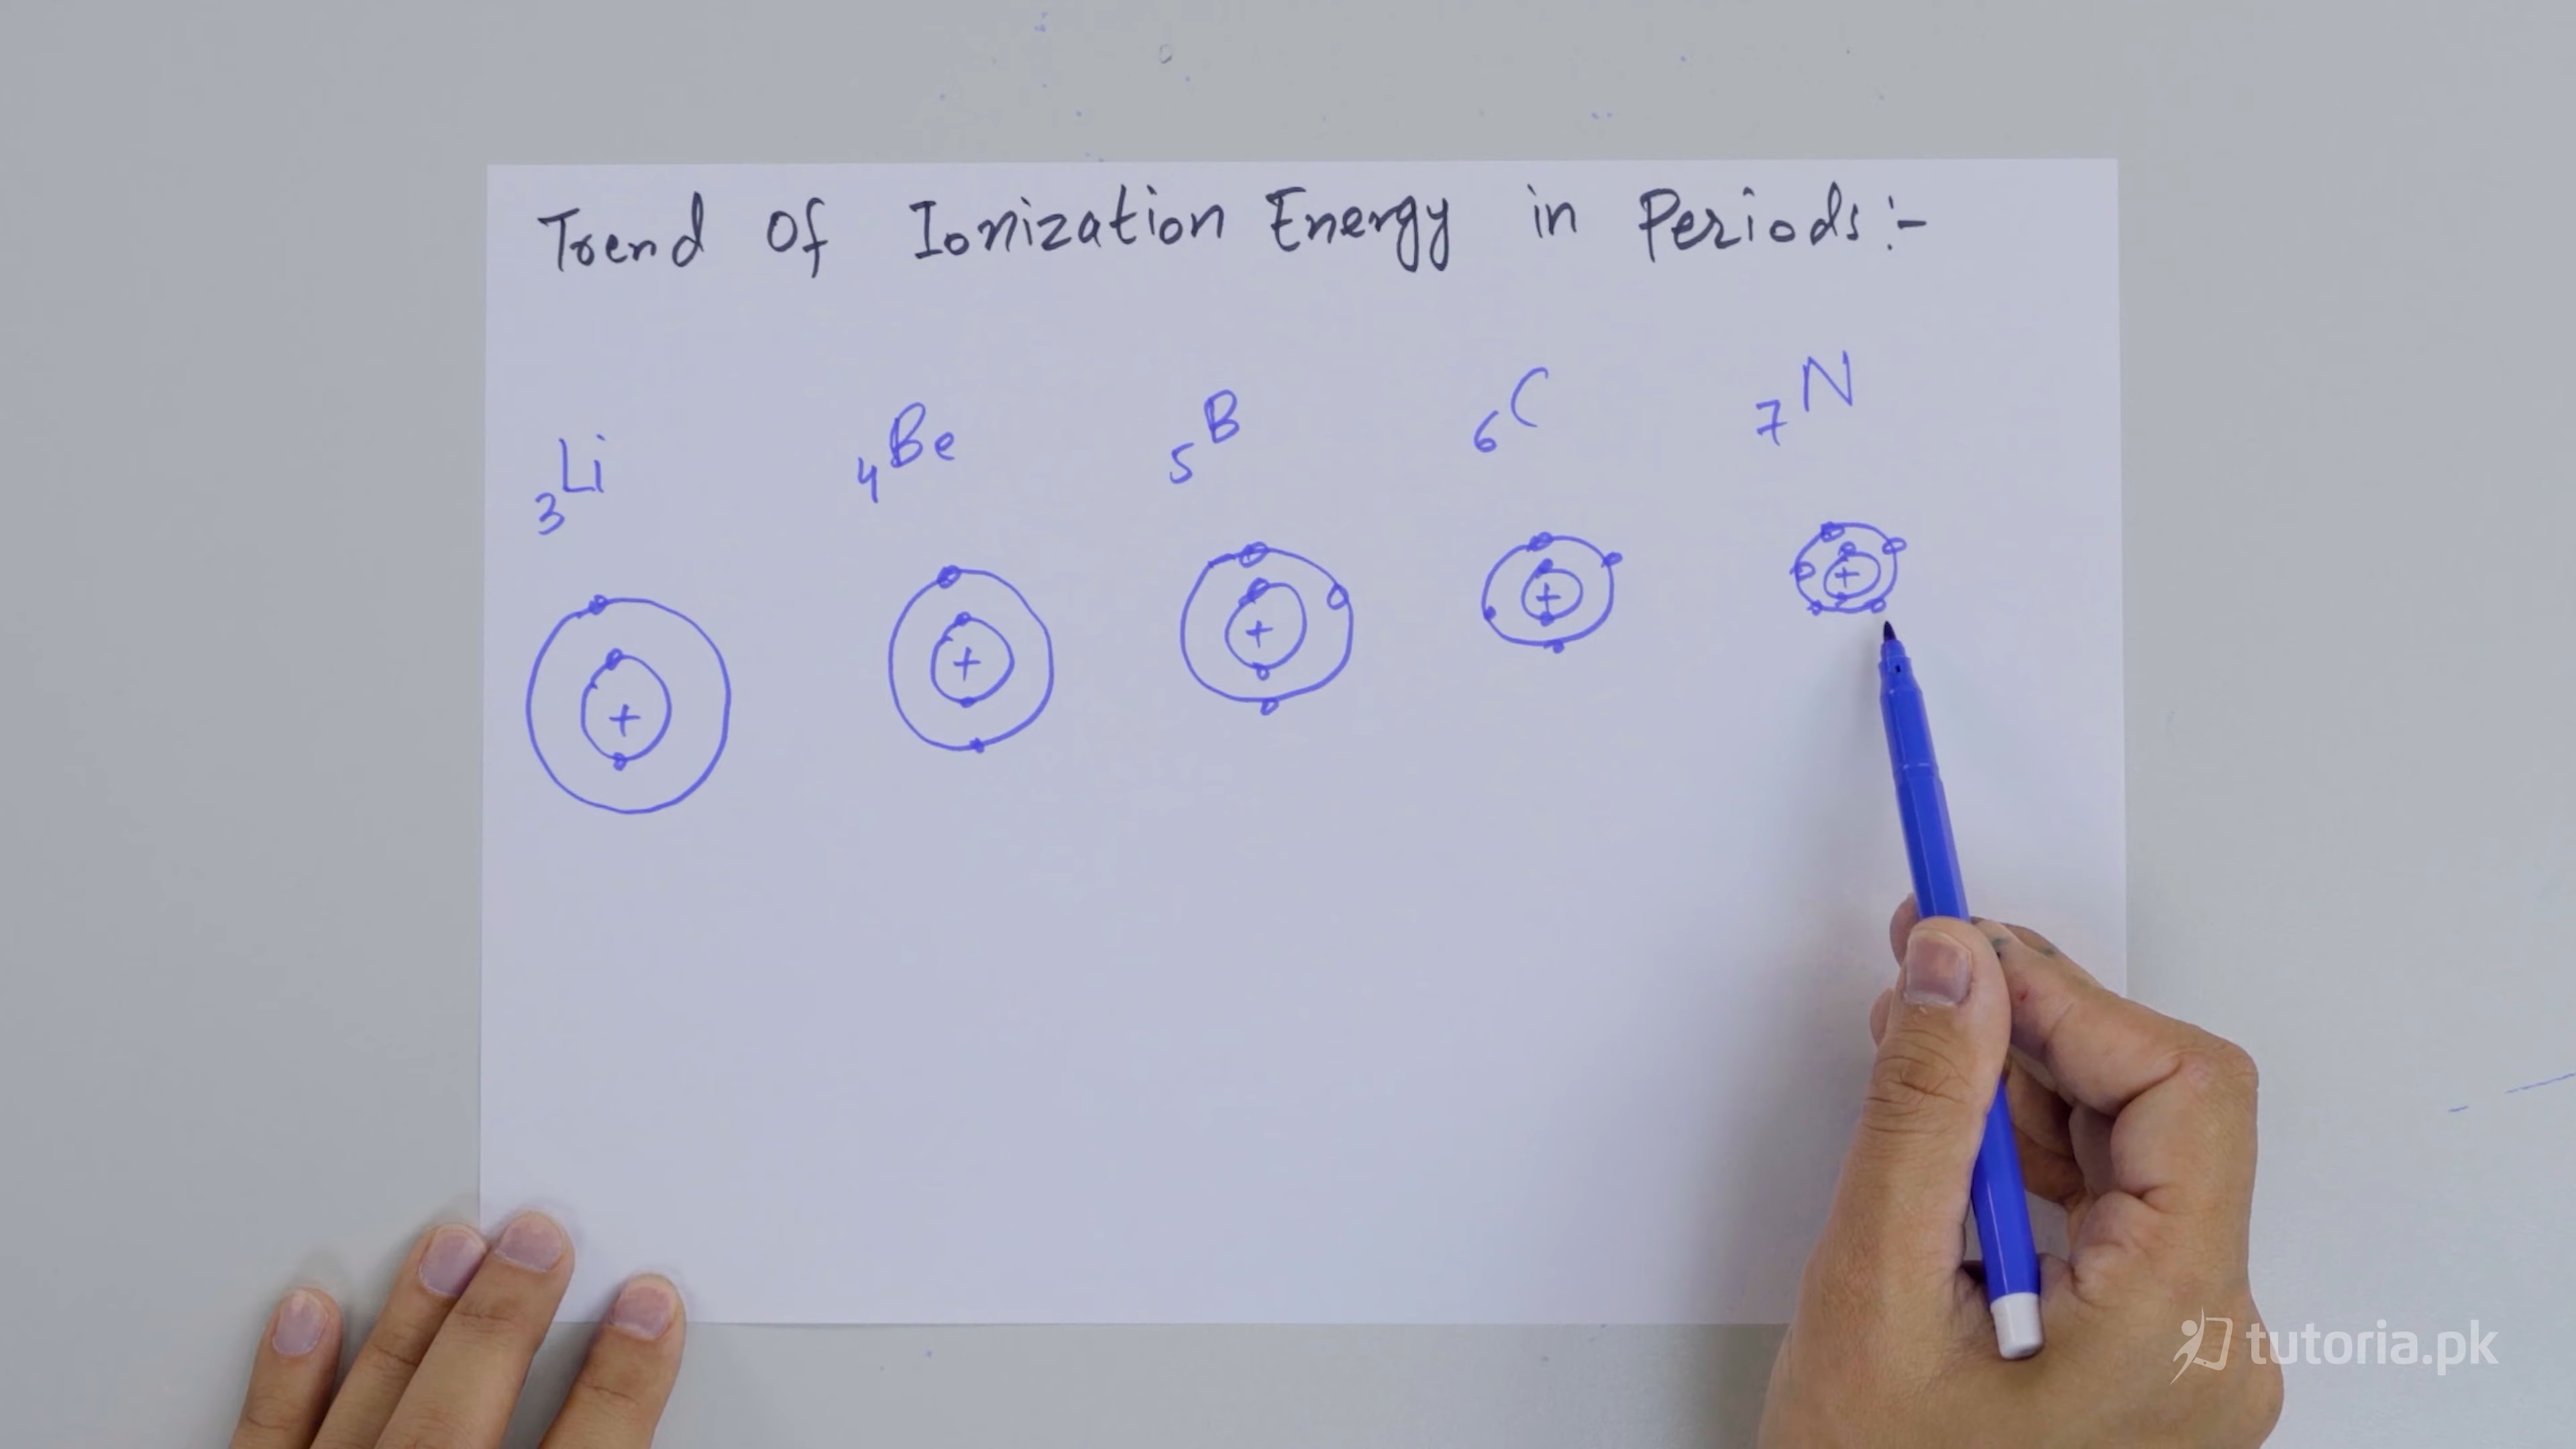 Trend Of Ionization Energy in Periods :-
3Li 4Be 5B 6C 7N
+ + + + +
tutoria.pk